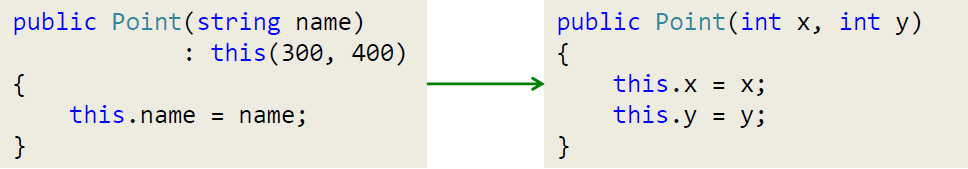 public Point(string name)
: this(300, 400)
{
this.name = name;
}
public Point(int x, int y)
{
this.x = x;
this.y = y;
}